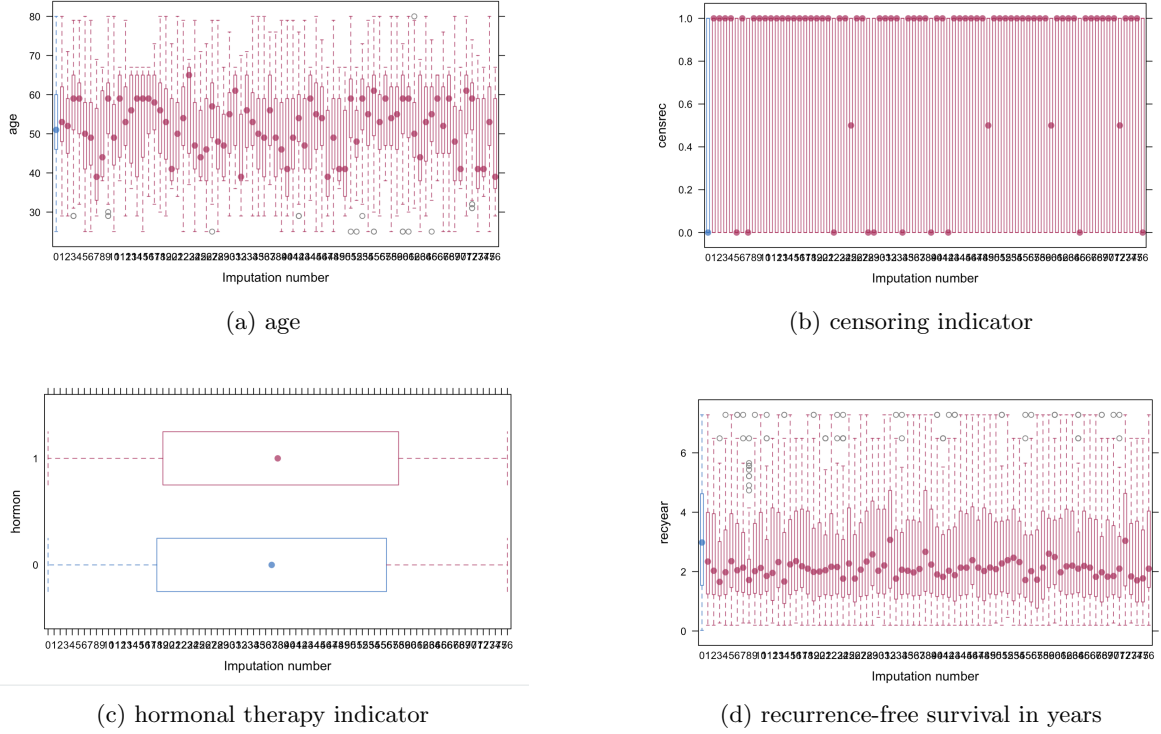 80
70
60
50
40
30
age
Imputation number
(a) age
1.0
0.8
0.6
0.4
0.2
0.0
censrec
Imputation number
(b) censoring indicator
1
0
hormon
Imputation number
(c) hormonal therapy indicator
6
4
2
0
recyear
Imputation number
(d) recurrence-free survival in years